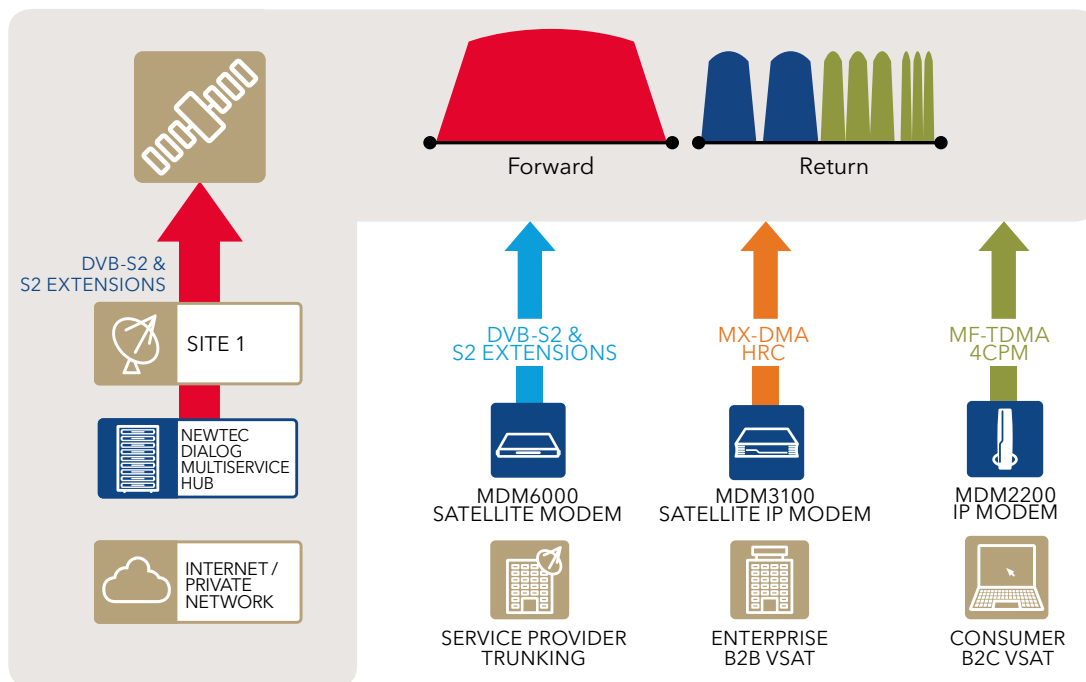 Forward
Return
DVB-S2 &
S2 EXTENSIONS
SITE 1
NEWTEC
DIALOG
MULTISERVICE
HUB
INTERNET /
PRIVATE
NETWORK
DVB-S2 &
S2 EXTENSIONS
MDM6000
SATELLITE MODEM
SERVICE PROVIDER
TRUNKING
MX-DMA
HRC
MDM3100
SATELLITE IP MODEM
ENTERPRISE
B2B VSAT
MF-TDMA
4CPM
MDM2200
IP MODEM
CONSUMER
B2C VSAT